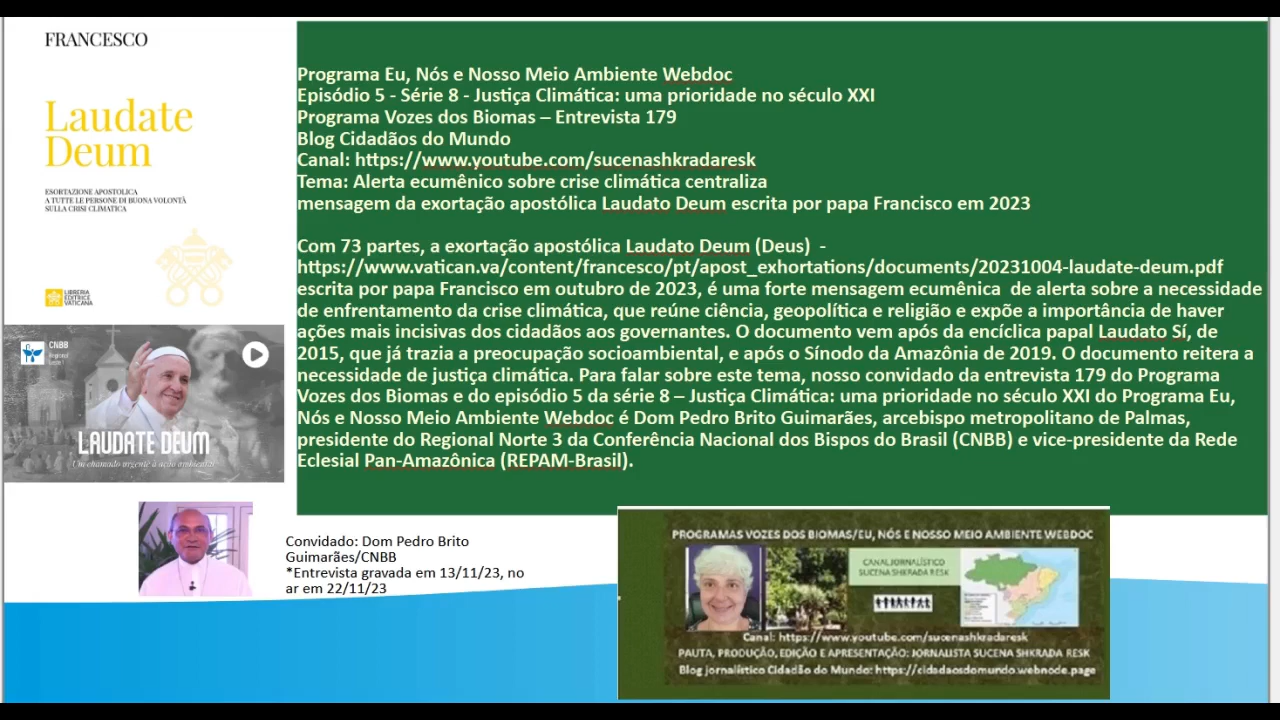 FRANCESCO
Laudate
Deum
ESORTAZIONE APOSTOLICA
A TUTTE LE PERSONE DI BUONA VOLONTÀ
SULLA CRISI CLIMATICA
LIBRERIA
EDITRICE
VATICANA
Programa Eu, Nós e Nosso Meio Ambiente Webdoc
Episódio 5 - Série 8 - Justiça Climática: uma prioridade no século XXI
Programa Vozes dos Biomas – Entrevista 179
Blog Cidadãos do Mundo
Canal: https://www.youtube.com/sucenashkradaresk
Tema: Alerta ecumênico sobre crise climática centraliza
mensagem da exortação apostólica Laudato Deum escrita por papa Francisco em 2023
Com 73 partes, a exortação apostólica Laudato Deum (Deus) -
https://www.vatican.va/content/francesco/pt/apost_exhortations/documents/20231004-laudate-deum.pdf
escrita por papa Francisco em outubro de 2023, é uma forte mensagem ecumênica de alerta sobre a necessidade
de enfrentamento da crise climática, que reúne ciência, geopolítica e religião e expõe a importância de haver
ações mais incisivas dos cidadãos aos governantes. O documento vem após da encíclica papal Laudato Sí, de
2015, que já trazia a preocupação socioambiental, e após o Sínodo da Amazônia de 2019. O documento reitera a
necessidade de justiça climática. Para falar sobre este tema, nosso convidado da entrevista 179 do Programa
Vozes dos Biomas e do episódio 5 da série 8 – Justiça Climática: uma prioridade no século XXI do Programa Eu,
Nós e Nosso Meio Ambiente Webdoc é Dom Pedro Brito Guimarães, arcebispo metropolitano de Palmas,
presidente do Regional Norte 3 da Conferência Nacional dos Bispos do Brasil (CNBB) e vice-presidente da Rede
Eclesial Pan-Amazônica (REPAM-Brasil).
CNBB
Regional
LAUDATE DEUM
Um chamado urgente à ação ambiental
Convidado: Dom Pedro Brito
Guimarães/CNBB
*Entrevista gravada em 13/11/23, no
ar em 22/11/23
PROGRAMAS VOZES DOS BIOMAS/EU, NÓS E NOSSO MEIO AMBIENTE WEBDOC
CANAL JORNALÍSTICO
SUCENA SHKRADA RESK
Canal: https://www.youtube.com/sucenashkradaresk
PAUTA, PRODUÇÃO, EDIÇÃO E APRESENTAÇÃO: JORNALISTA SUCENA SHKRADA RESK
Blog jornalístico Cidadão do Mundo: https://cidadaosdomundo.webnode.page